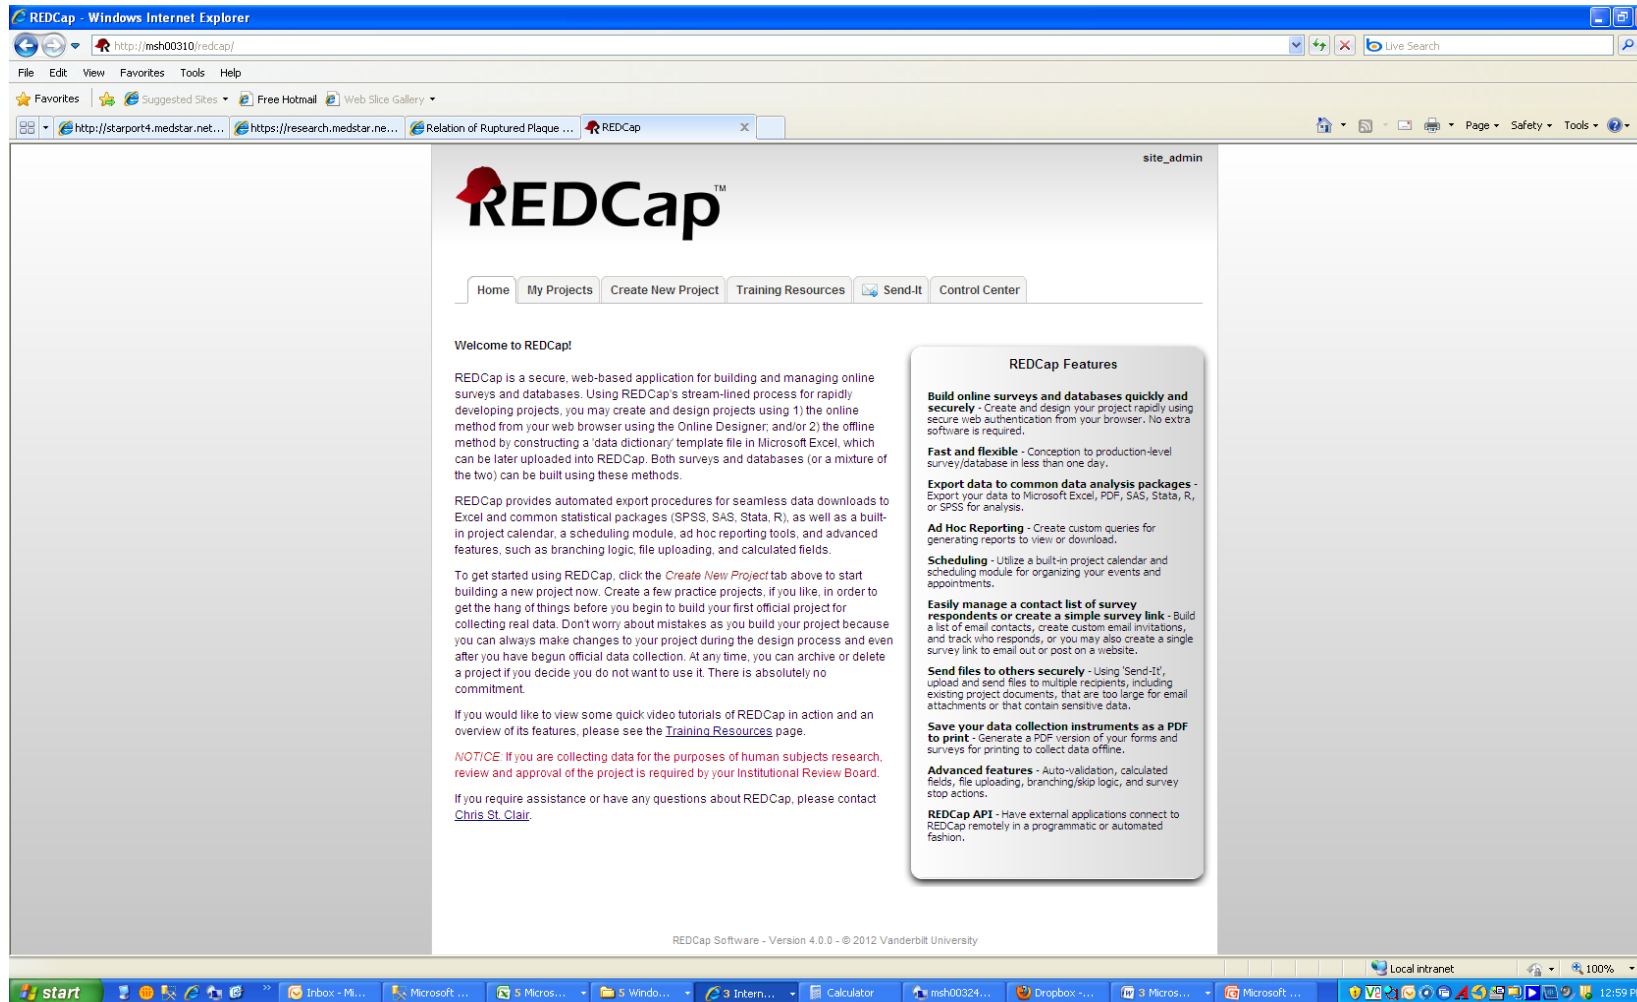 REDCap - Windows Internet Explorer
http://msh00310/redcap/
Live Search
File Edit View Favorites Tools Help
Favorites Suggested Sites Free Hotmail Web Slice Gallery
http://starport4.medstar.net... https://research.medstar.ne... Relation of Ruptured Plaque ... REDCap X
Page Safety Tools
site_admin
REDCap™
Home My Projects Create New Project Training Resources Send-It Control Center
Welcome to REDCap!
REDCap is a secure, web-based application for building and managing online
surveys and databases. Using REDCap's stream-lined process for rapidly
developing projects, you may create and design projects using 1) the online
method from your web browser using the Online Designer; and/or 2) the offline
method by constructing a 'data dictionary' template file in Microsoft Excel, which
can be later uploaded into REDCap. Both surveys and databases (or a mixture of
the two) can be built using these methods.
REDCap provides automated export procedures for seamless data downloads to
Excel and common statistical packages (SPSS, SAS, Stata, R), as well as a built-
in project calendar, a scheduling module, ad hoc reporting tools, and advanced
features, such as branching logic, file uploading, and calculated fields.
To get started using REDCap, click the Create New Project tab above to start
building a new project now. Create a few practice projects, if you like, in order to
get the hang of things before you begin to build your first official project for
collecting real data. Don't worry about mistakes as you build your project because
you can always make changes to your project during the design process and even
after you have begun official data collection. At any time, you can archive or delete
a project if you decide you do not want to use it. There is absolutely no
commitment.
If you would like to view some quick video tutorials of REDCap in action and an
overview of its features, please see the Training Resources page.
NOTICE: If you are collecting data for the purposes of human subjects research,
review and approval of the project is required by your Institutional Review Board.
If you require assistance or have any questions about REDCap, please contact
Chris St. Clair.
REDCap Features
Build online surveys and databases quickly and
securely - Create and design your project rapidly using
secure web authentication from your browser. No extra
software is required.
Fast and flexible - Conception to production-level
survey/database in less than one day.
Export data to common data analysis packages -
Export your data to Microsoft Excel, PDF, SAS, Stata, R,
or SPSS for analysis.
Ad Hoc Reporting - Create custom queries for
generating reports to view or download.
Scheduling - Utilize a built-in project calendar and
scheduling module for organizing your events and
appointments.
Easily manage a contact list of survey
respondents or create a simple survey link - Build
a list of email contacts, create custom email invitations,
and track who responds, or you may also create a single
survey link to email out or post on a website.
Send files to others securely - Using 'Send-It',
upload and send files to multiple recipients, including
existing project documents, that are too large for email
attachments or that contain sensitive data.
Save your data collection instruments as a PDF
to print - Generate a PDF version of your forms and
surveys for printing to collect data offline.
Advanced features - Auto-validation, calculated
fields, file uploading, branching/skip logic, and survey
stop actions.
REDCap API - Have external applications connect to
REDCap remotely in a programmatic or automated
fashion.
REDCap Software - Version 4.0.0 - © 2012 Vanderbilt University
Local intranet 100%
start Inbox - Mi... Microsoft ... 5 Micros... 5 Windo... 3 Intern... Calculator msh00324... Dropbox -... 3 Micros... Microsoft ... 12:59 P